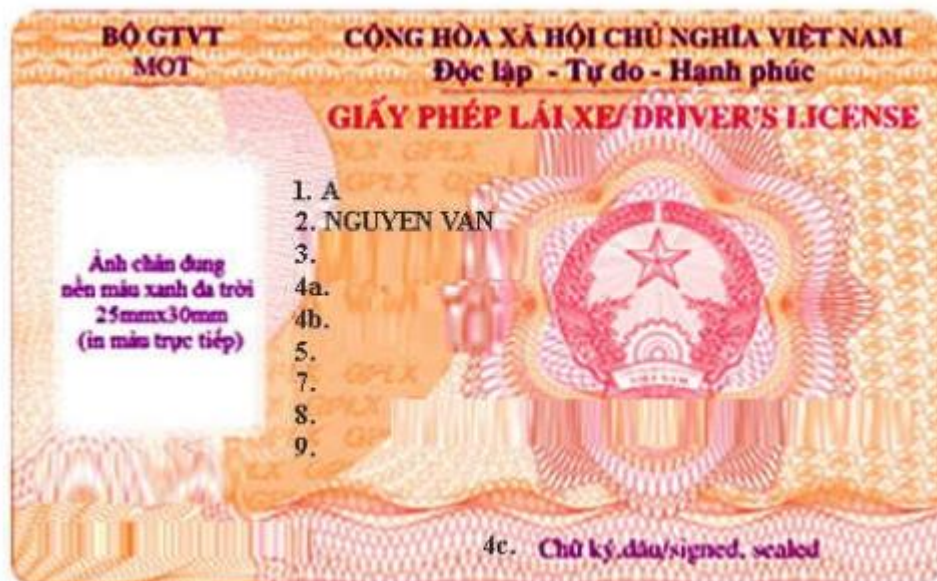 BỘ GTVT
MOT
CỘNG HÒA XÃ HỘI CHỦ NGHĨA VIỆT NAM
Độc lập - Tự do - Hạnh phúc
GIẤY PHÉP LÁI XE/ DRIVER'S LICENSE
Ảnh chân dung
nền màu xanh da trời
25mmx30mm
(in màu trực tiếp)
1. A
2. NGUYEN VAN
3.
4a.
4b.
5.
7.
8.
9.
VIỆT NAM
4c. Chữ ký,dấu/signed, sealed